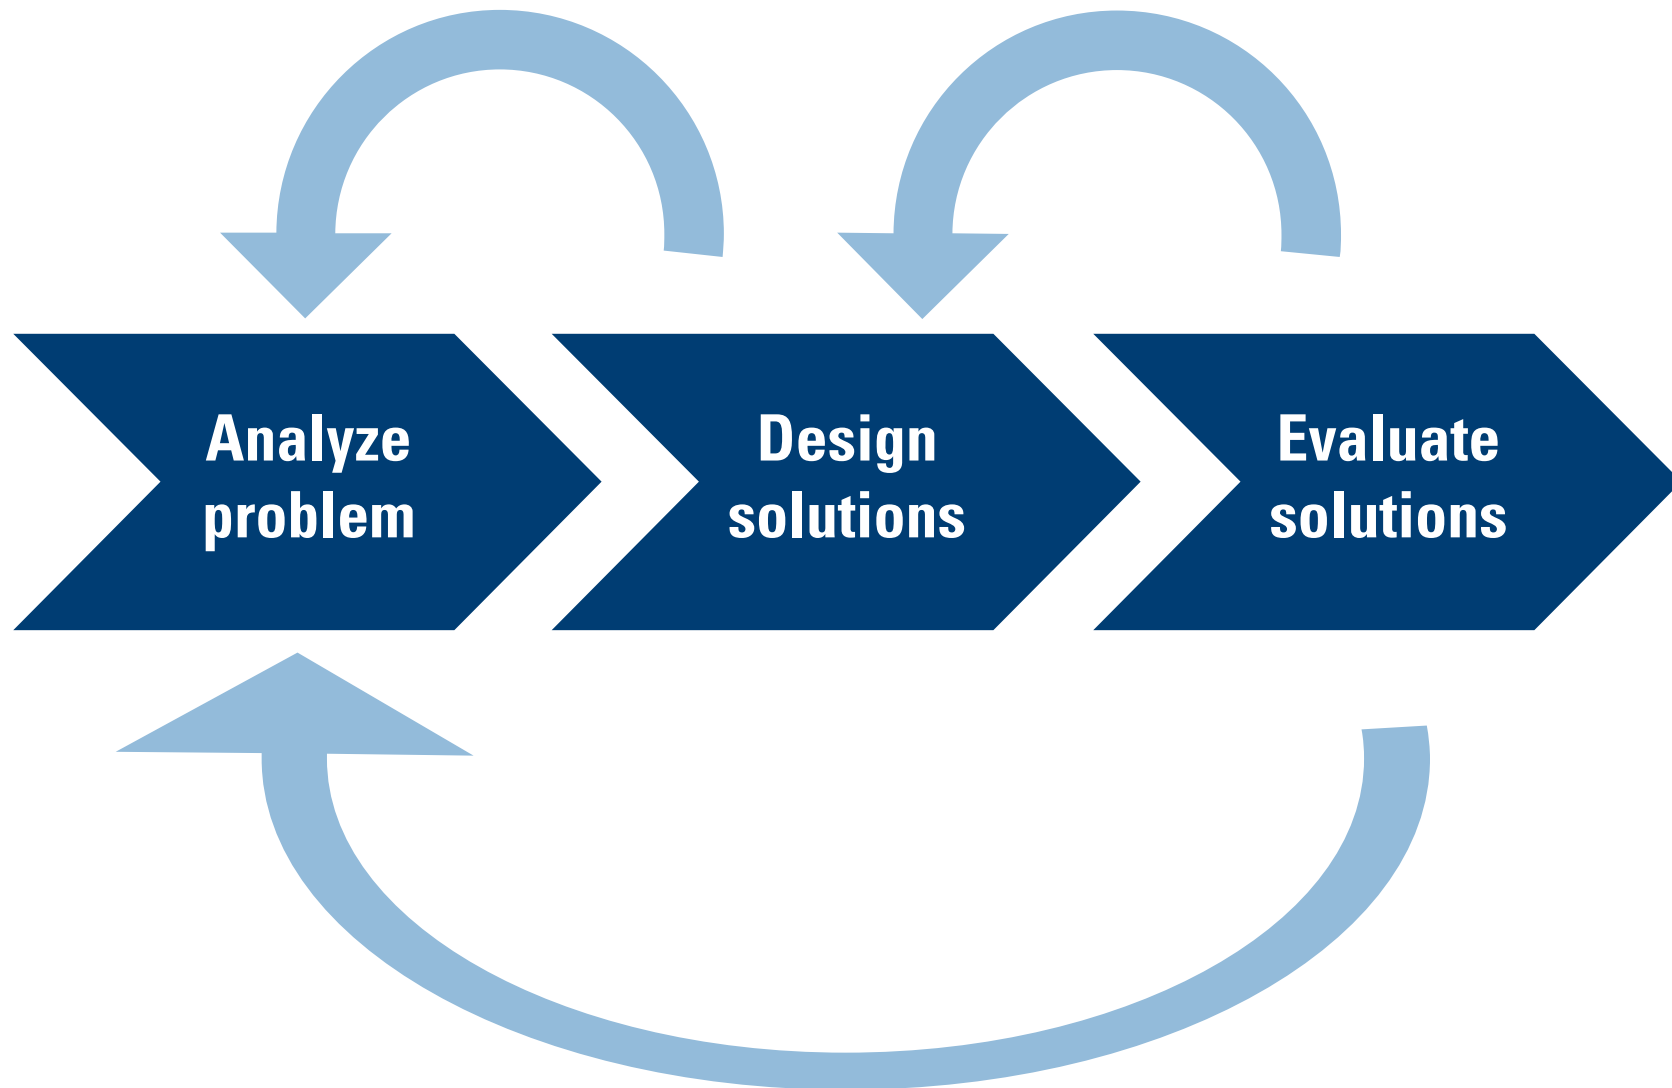 Analyze
problem
Design
solutions
Evaluate
solutions